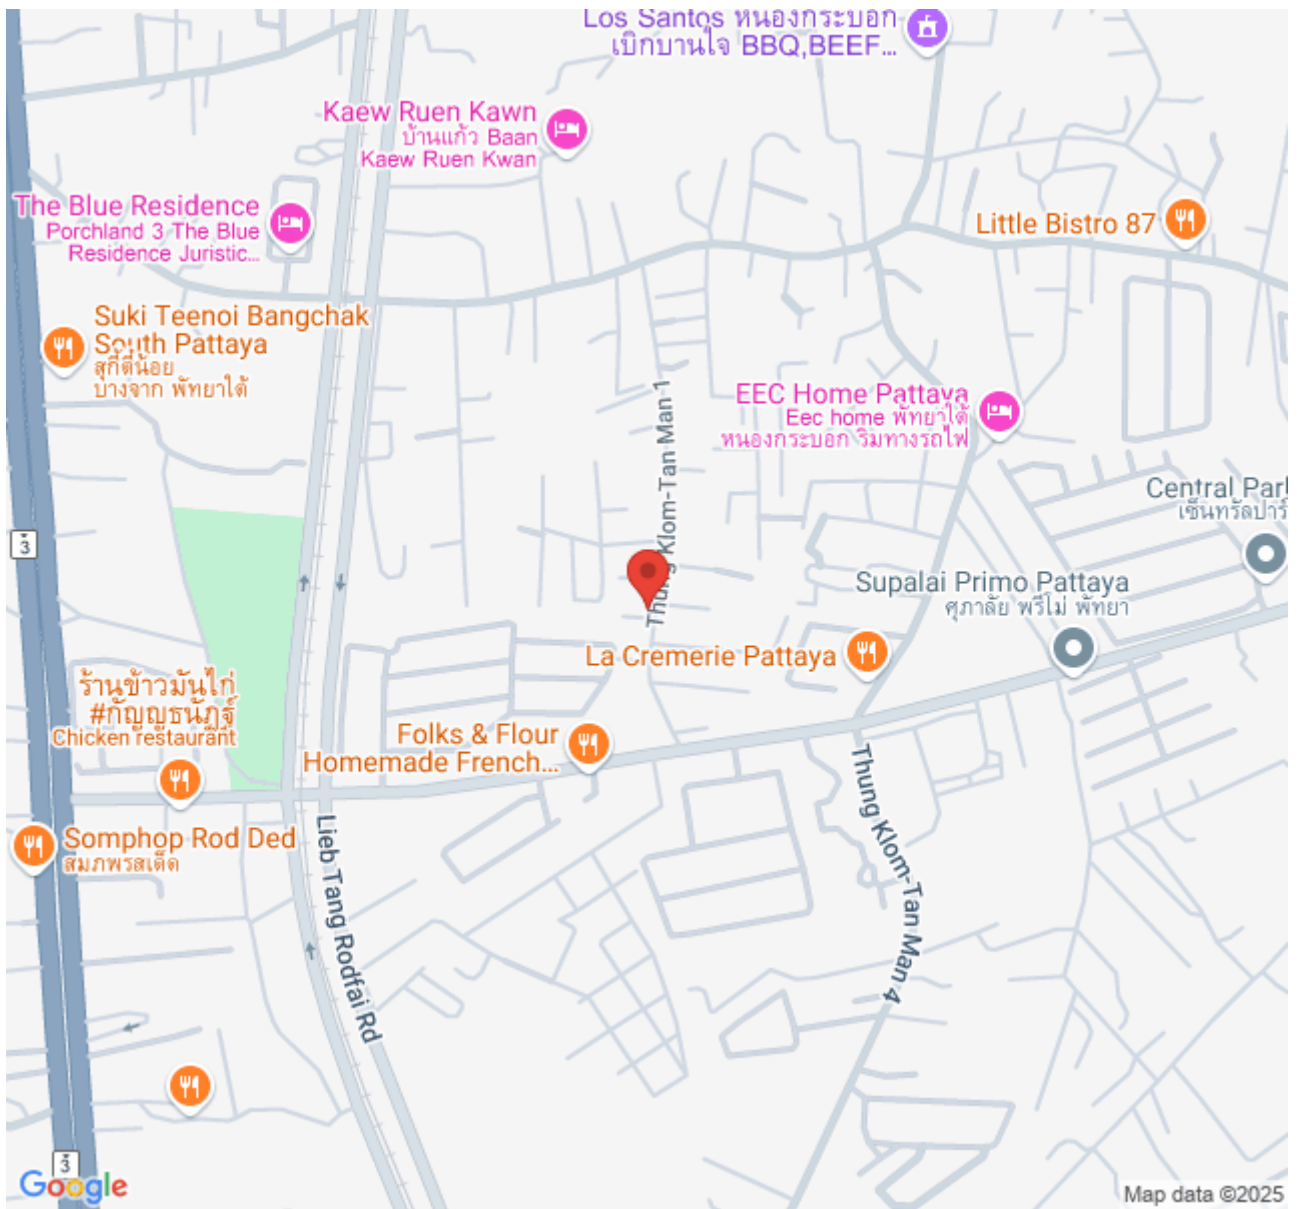 Los Santos หนองกระบอก
เบิกบานใจ BBQ,BEEF...
Kaew Ruen Kawn
บ้านแก้ว Baan
Kaew Ruen Kwan
The Blue Residence
Porchland 3 The Blue
Residence Juristic...
Little Bistro 87
Suki Teenoi Bangchak
South Pattaya
สุกี้ตี๋น้อย
บางจาก พัทยาใต้
Thung Klom-Tan Man 1
EEC Home Pattaya
Eec home พัทยาใต้
หนองกระบอก ริมทางรถไฟ
Central Parl
เซ็นทรัลปาร์
3
Supalai Primo Pattaya
ศุภาลัย พรีโม่ พัทยา
La Cremerie Pattaya
ร้านข้าวมันไก่
#กัญญธนัฎฐ์
Chicken restaurant
Folks & Flour
Homemade French...
Somphop Rod Ded
สมภพรสเด็ด
Lieb Tang Rodfai Rd
Thung Klom-Tan Man 4
3
Google
Map data ©2025